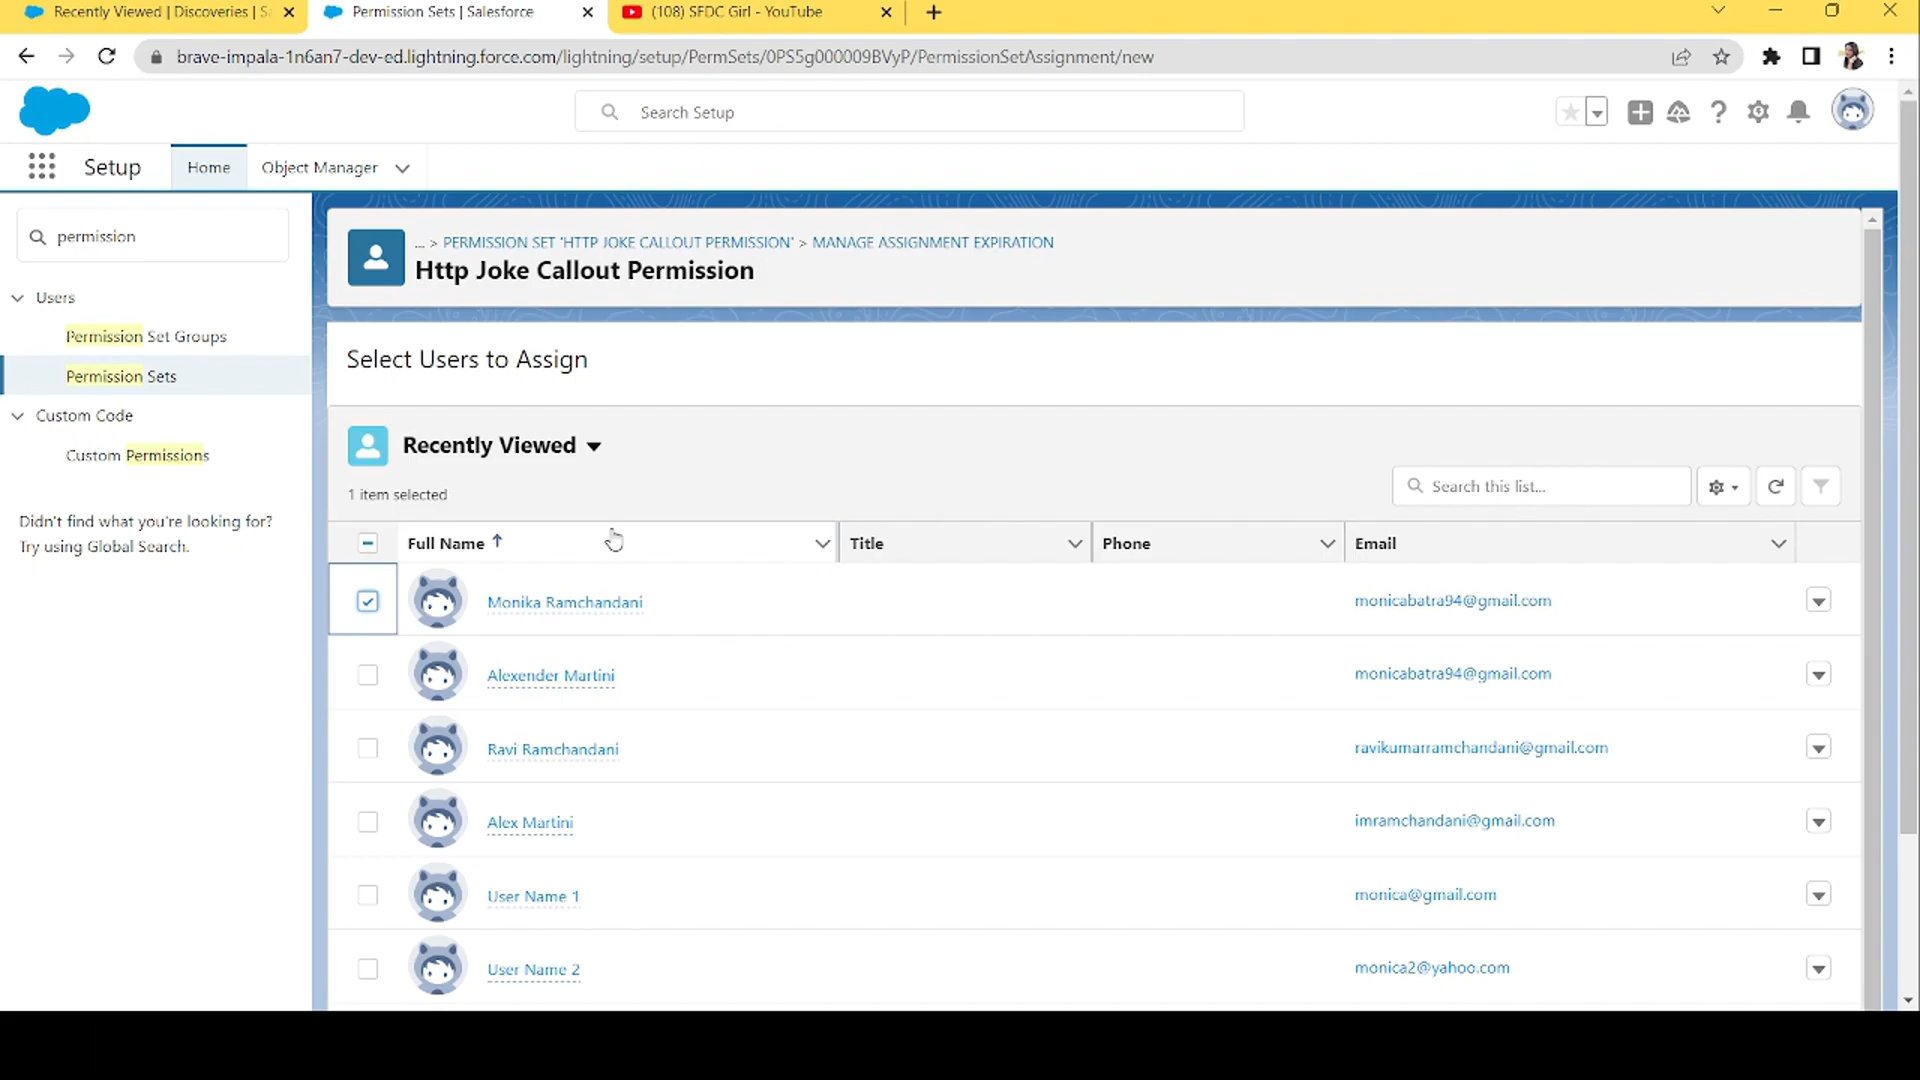 Recently Viewed | Discoveries | Sa
Permission Sets | Salesforce
(108) SFDC Girl - YouTube
brave-impala-1n6an7-dev-ed.lightning.force.com/lightning/setup/PermSets/0PS5g000009BVyP/PermissionSetAssignment/new
Search Setup
Setup
Home
Object Manager
permission
Users
Permission Set Groups
Permission Sets
Custom Code
Custom Permissions
Didn't find what you're looking for?
Try using Global Search.
... > PERMISSION SET 'HTTP JOKE CALLOUT PERMISSION' > MANAGE ASSIGNMENT EXPIRATION
Http Joke Callout Permission
Select Users to Assign
Recently Viewed
1 item selected
Search this list...
Full Name ↑ Title Phone Email
Monika Ramchandani monicabatra94@gmail.com
Alexender Martini monicabatra94@gmail.com
Ravi Ramchandani ravikumarramchandani@gmail.com
Alex Martini imramchandani@gmail.com
User Name 1 monica@gmail.com
User Name 2 monica2@yahoo.com